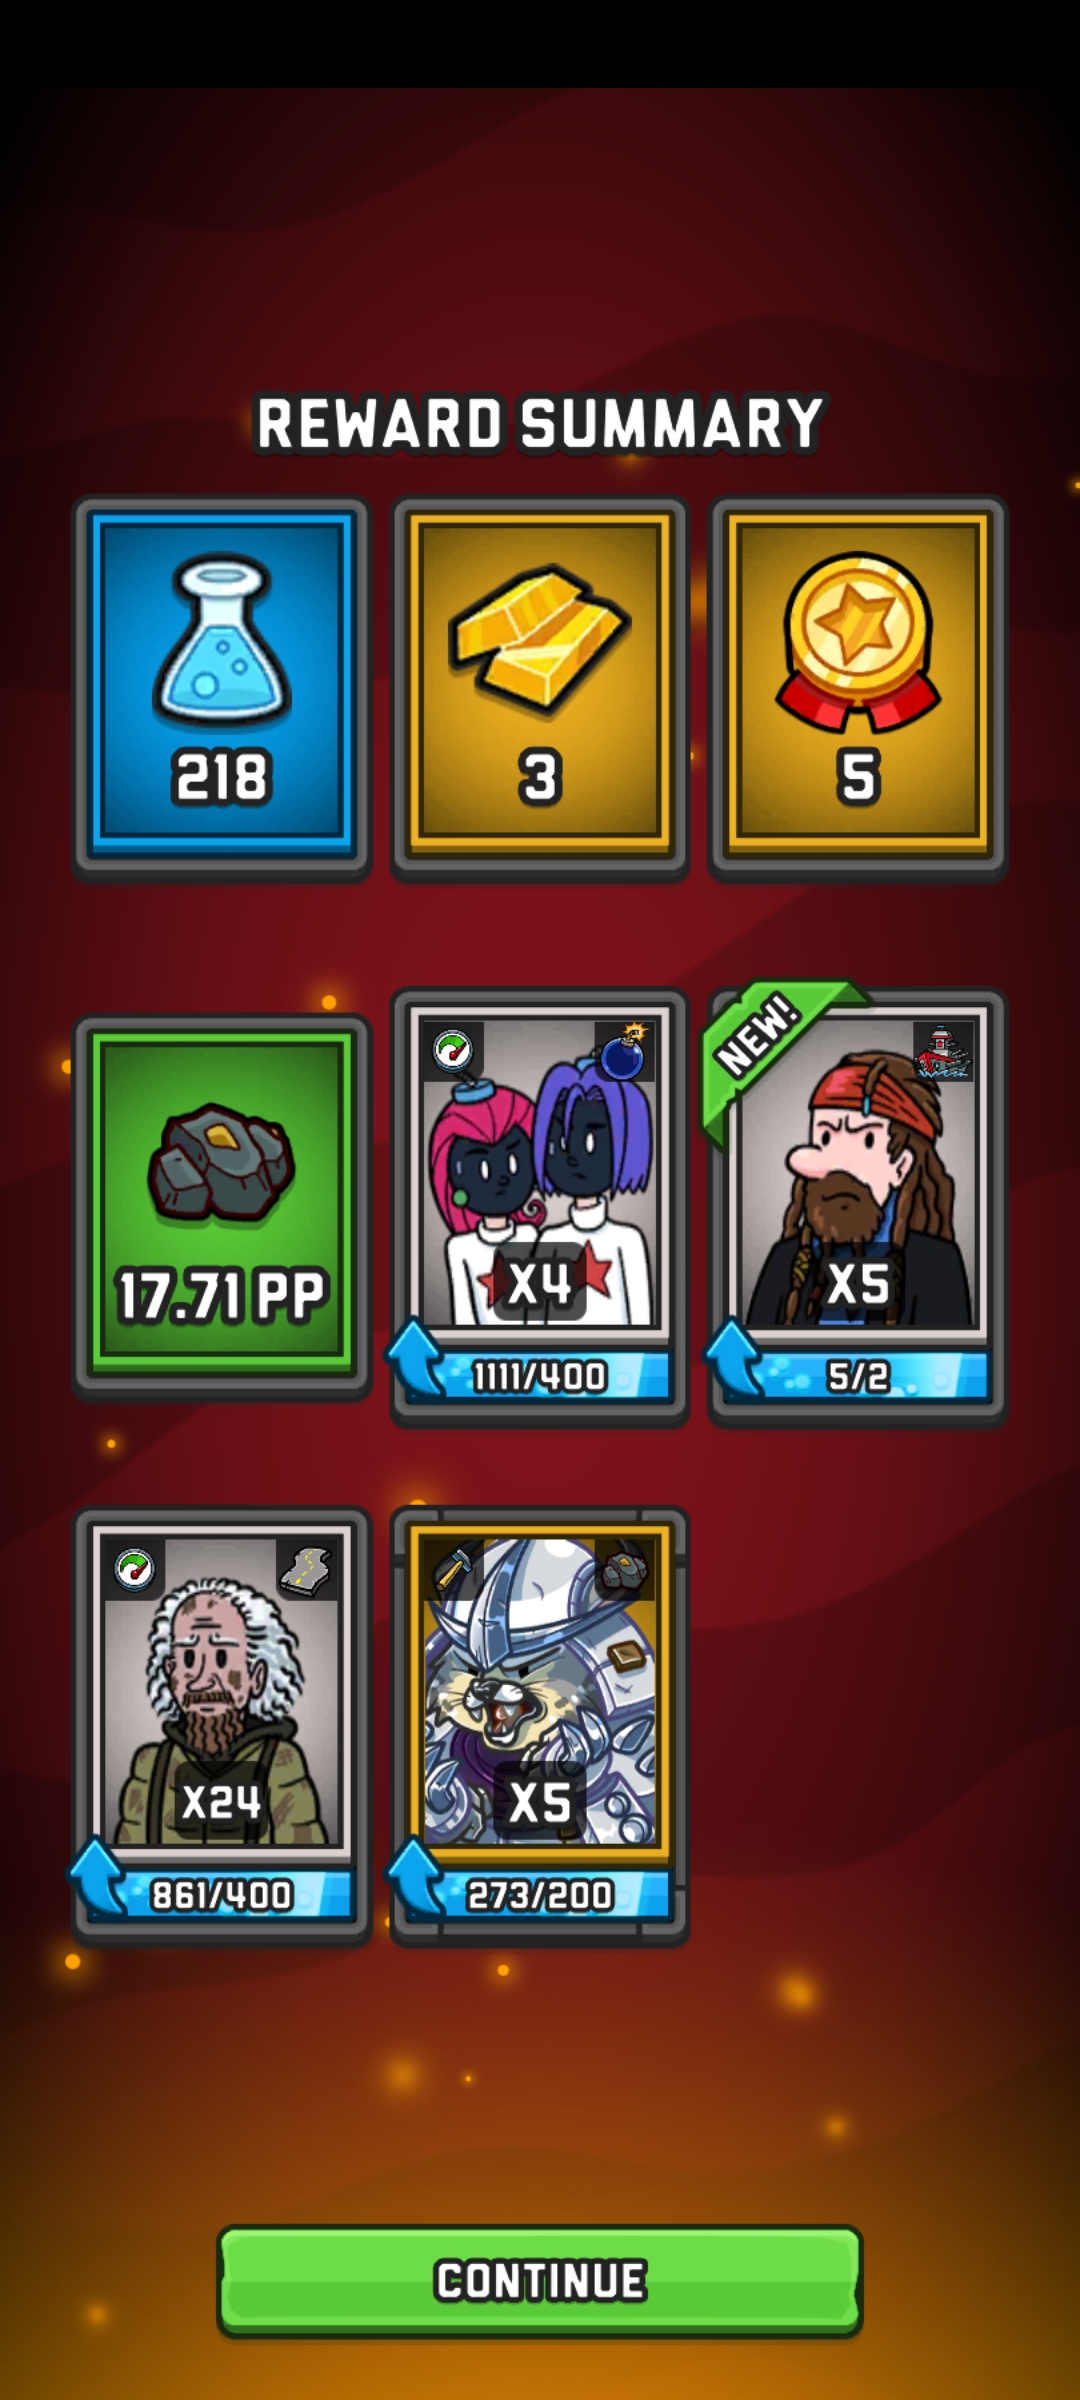 REWARD SUMMARY
218
3
5
17.71 PP
X4
1111/400
NEW!
X5
5/2
X24
861/400
X5
273/200
CONTINUE